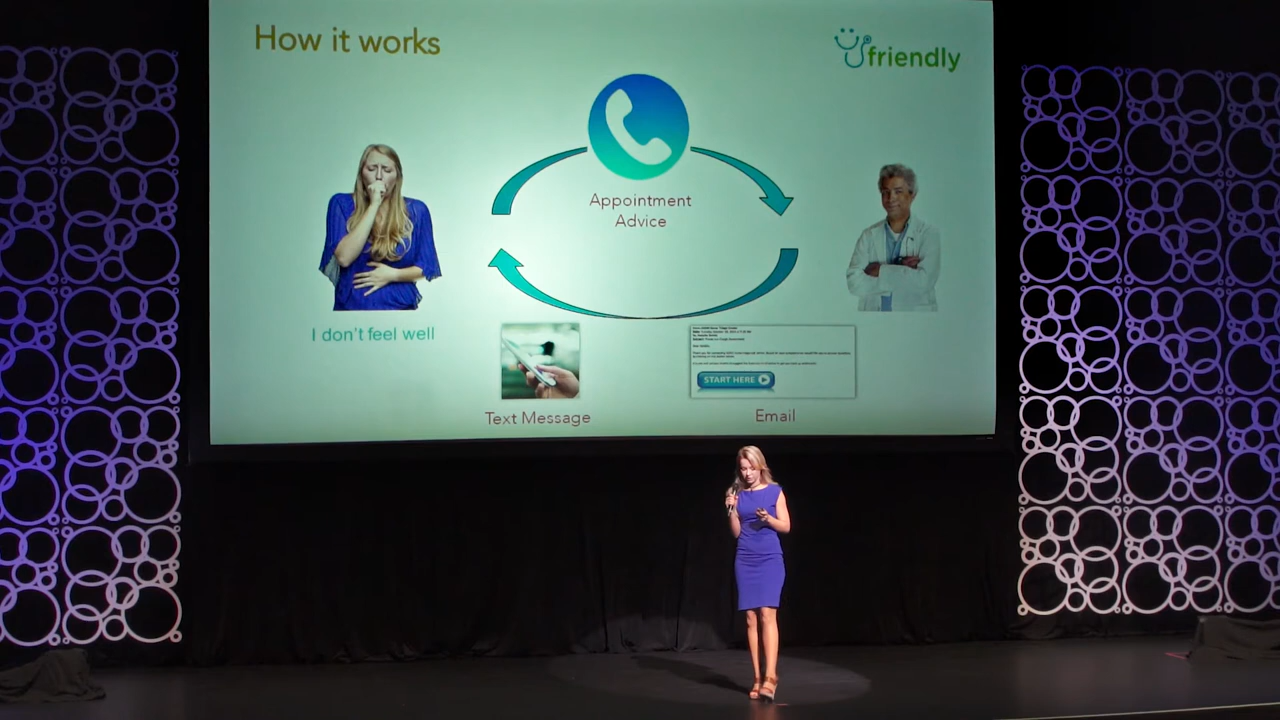 How it works
friendly
Appointment
Advice
I don't feel well
START HERE
Text Message
Email